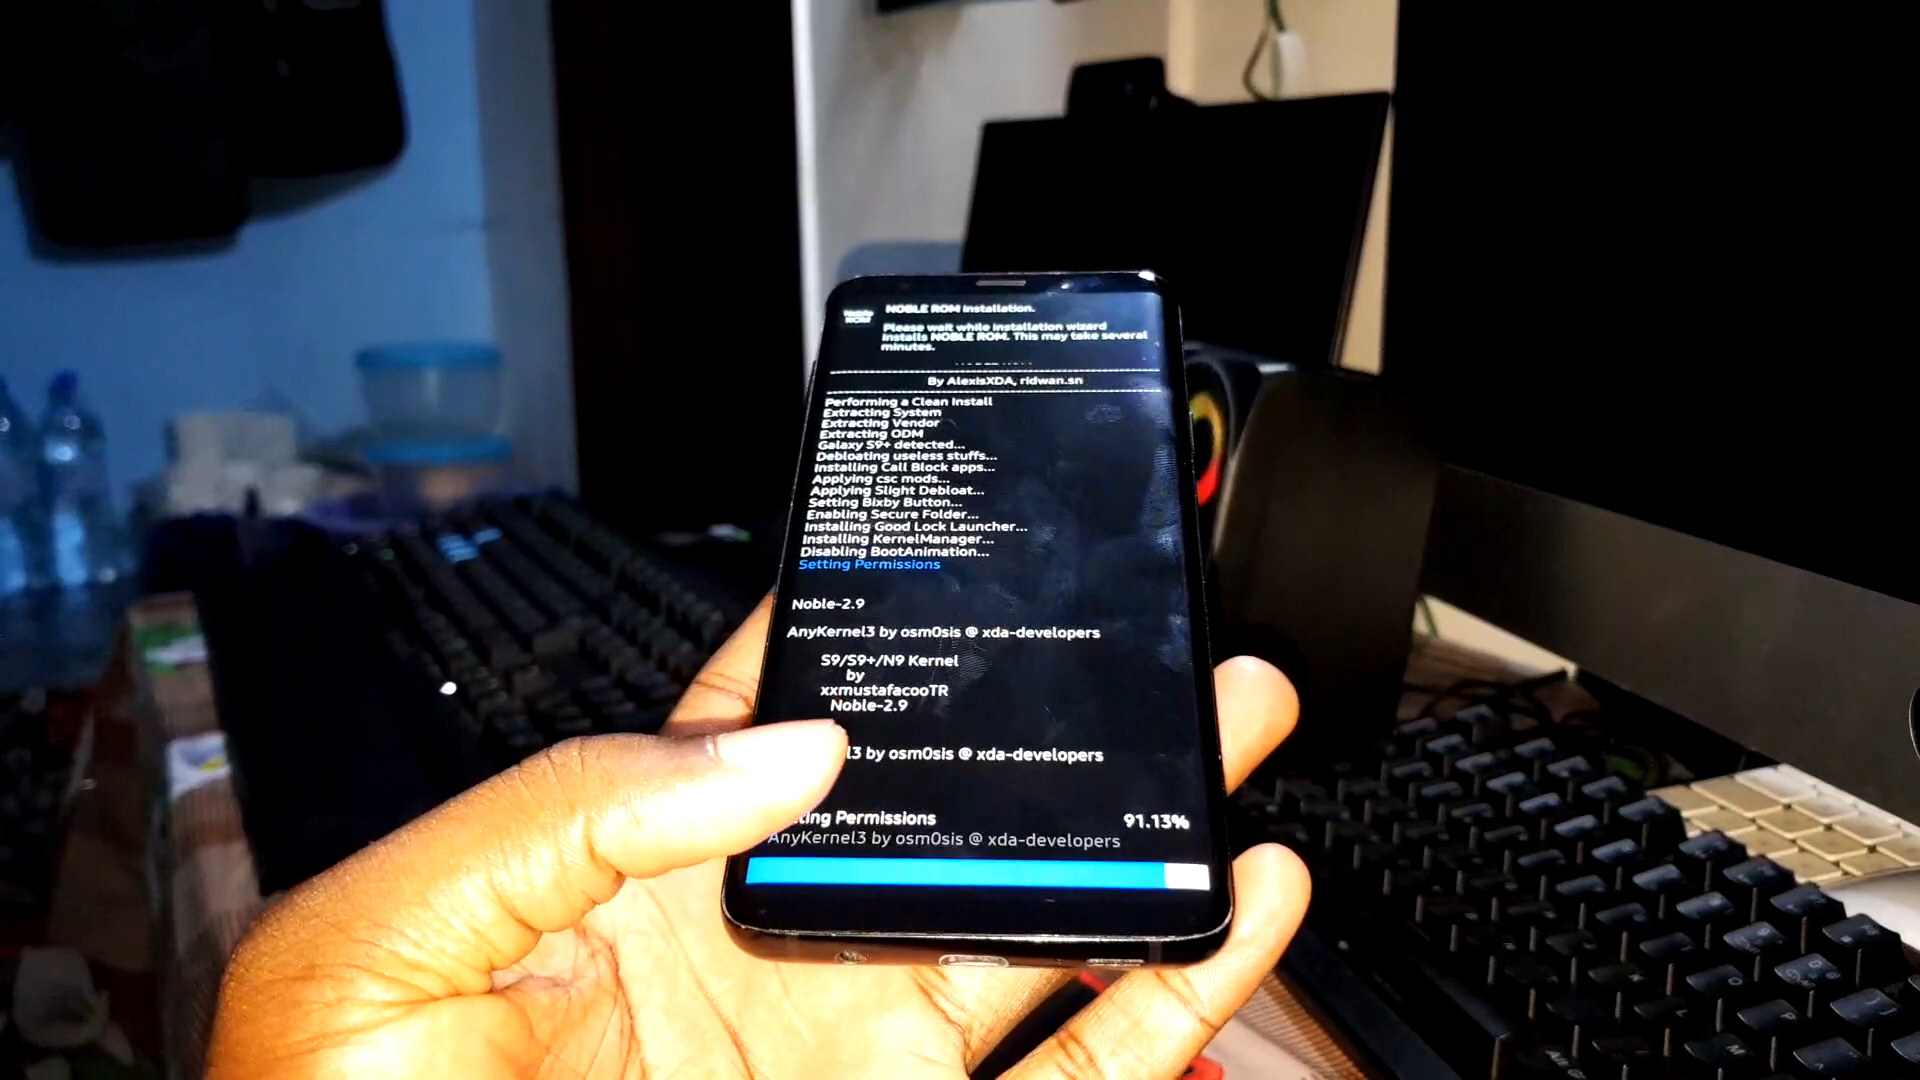 Noble
ROM
NOBLE ROM installation.
Please wait while installation wizard
installs NOBLE ROM. This may take several
minutes.
By AlexisXDA, ridwan.sn
Performing a Clean Install
Extracting System
Extracting Vendor
Extracting ODM
Galaxy S9+ detected...
Debloating useless stuffs...
Installing Call Block apps...
Applying csc mods...
Applying Slight Debloat...
Setting Bixby Button...
Enabling Secure Folder...
Installing Good Lock Launcher...
Installing KernelManager...
Disabling BootAnimation...
Setting Permissions
Noble-2.9
AnyKernel3 by osm0sis @ xda-developers
S9/S9+/N9 Kernel
by
xxmustafacooTR
Noble-2.9
l3 by osm0sis @ xda-developers
ting Permissions 91.13%
AnyKernel3 by osm0sis @ xda-developers